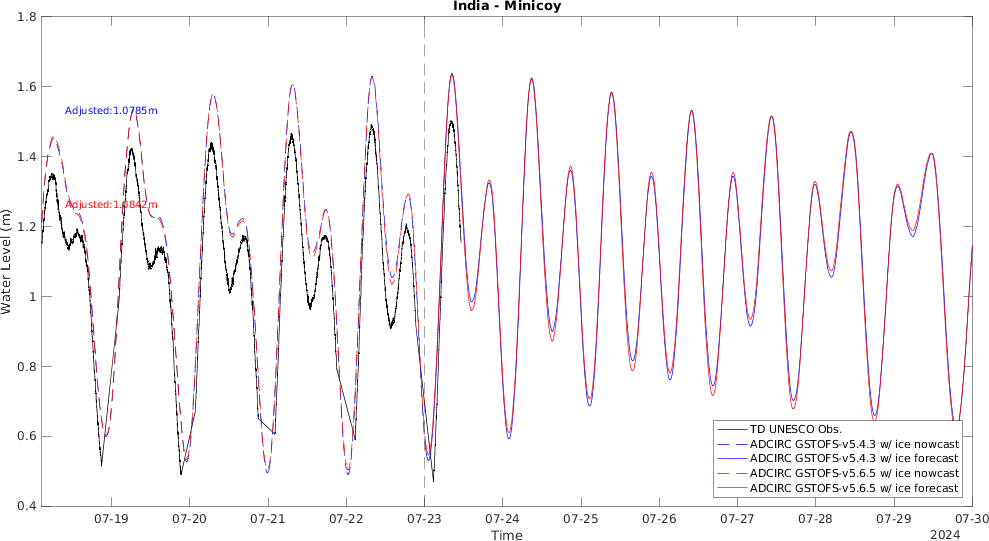 India - Minicoy
1.8
1.6
1.4
1.2
1
0.8
0.6
0.4
Water Level (m)
Adjusted:1.0785m
Adjusted:1.0842m
TD UNESCO Obs.
ADCIRC GSTOFS-v5.4.3 w/ ice nowcast
ADCIRC GSTOFS-v5.4.3 w/ ice forecast
ADCIRC GSTOFS-v5.6.5 w/ ice nowcast
ADCIRC GSTOFS-v5.6.5 w/ ice forecast
07-19 07-20 07-21 07-22 07-23 07-24 07-25 07-26 07-27 07-28 07-29 07-30
Time
2024